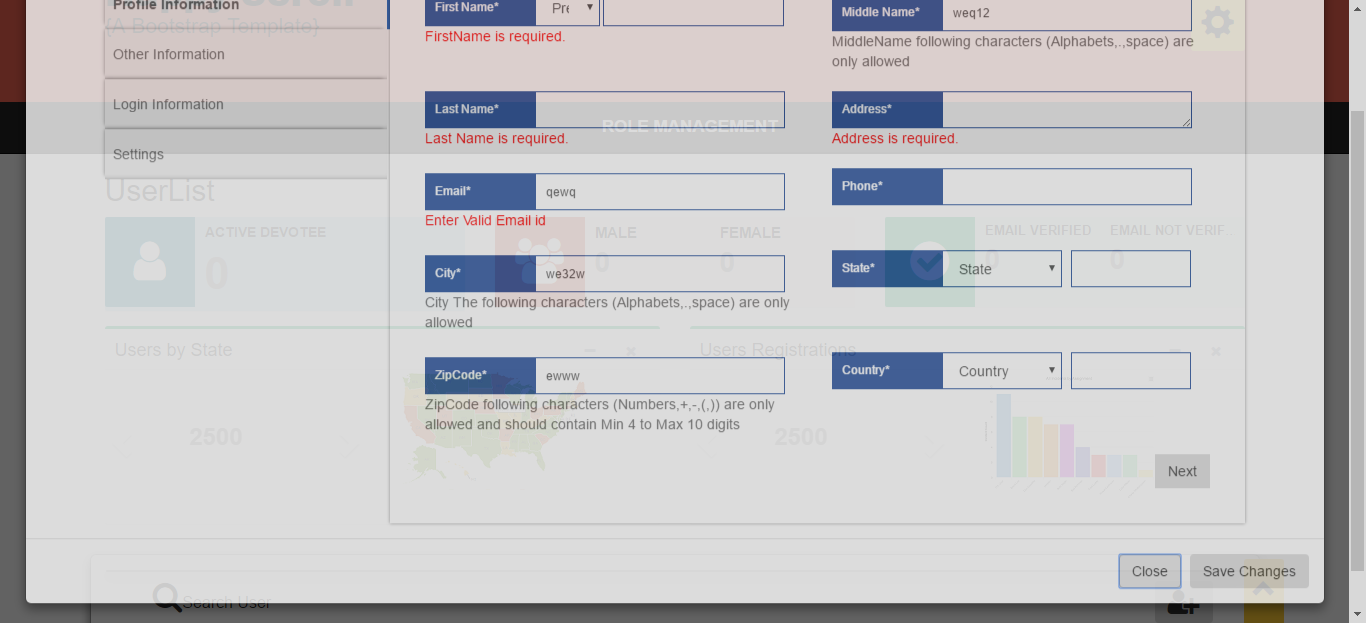 Profile Information
(A Bootstrap Template)
Other Information
Login Information
Settings
First Name*
FirstName is required.
Middle Name* weq12
MiddleName following characters (Alphabets,.,space) are
only allowed
Last Name*
Last Name is required.
Address*
Address is required.
ROLE MANAGEMENT
Email* qewq
Enter Valid Email id
Phone*
UserList
ACTIVE DEVOTEE
0
MALE
0
FEMALE
0
EMAIL VERIFIED
0
EMAIL NOT VERIF..
0
City* we32w
City The following characters (Alphabets,.,space) are only
allowed
State* State
Users by State
Users Registrations
ZipCode* ewww
ZipCode following characters (Numbers,+,-,(,)) are only
allowed and should contain Min 4 to Max 10 digits
Country* Country
2500
2500
Next
Close
Save Changes
Search User